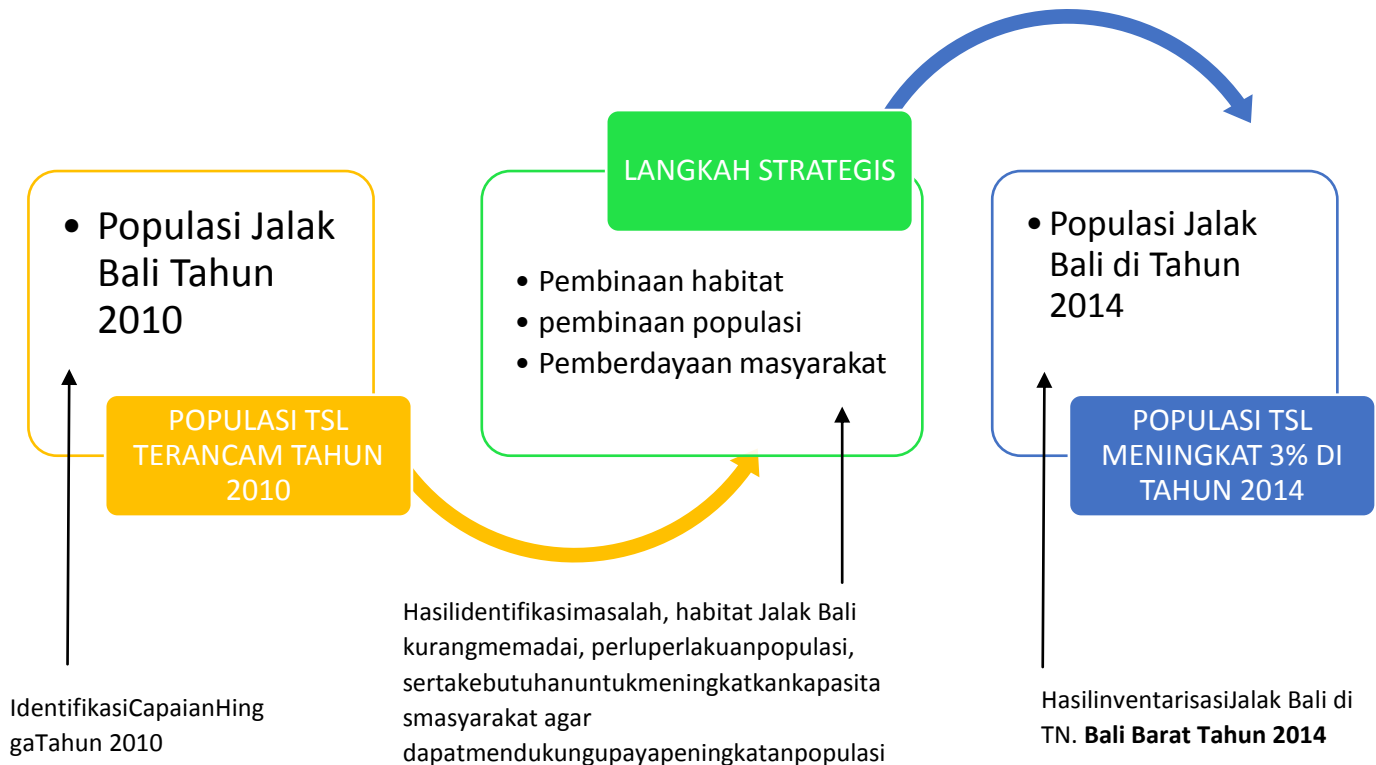 • Populasi Jalak
Bali Tahun
2010
POPULASI TSL
TERANCAM TAHUN
2010
IdentifikasiCapaianHing
gaTahun 2010
LANGKAH STRATEGIS
• Pembinaan habitat
• pembinaan populasi
• Pemberdayaan masyarakat
Hasilidentifikasimasalah, habitat Jalak Bali
kurangmemadai, perluperlakuanpopulasi,
sertakebutuhanuntukmeningkatkankapasita
smasyarakat agar
dapatmendukungupayapeningkatanpopulasi
• Populasi Jalak
Bali di Tahun
2014
POPULASI TSL
MENINGKAT 3% DI
TAHUN 2014
HasilinventarisasiJalak Bali di
TN. Bali Barat Tahun 2014